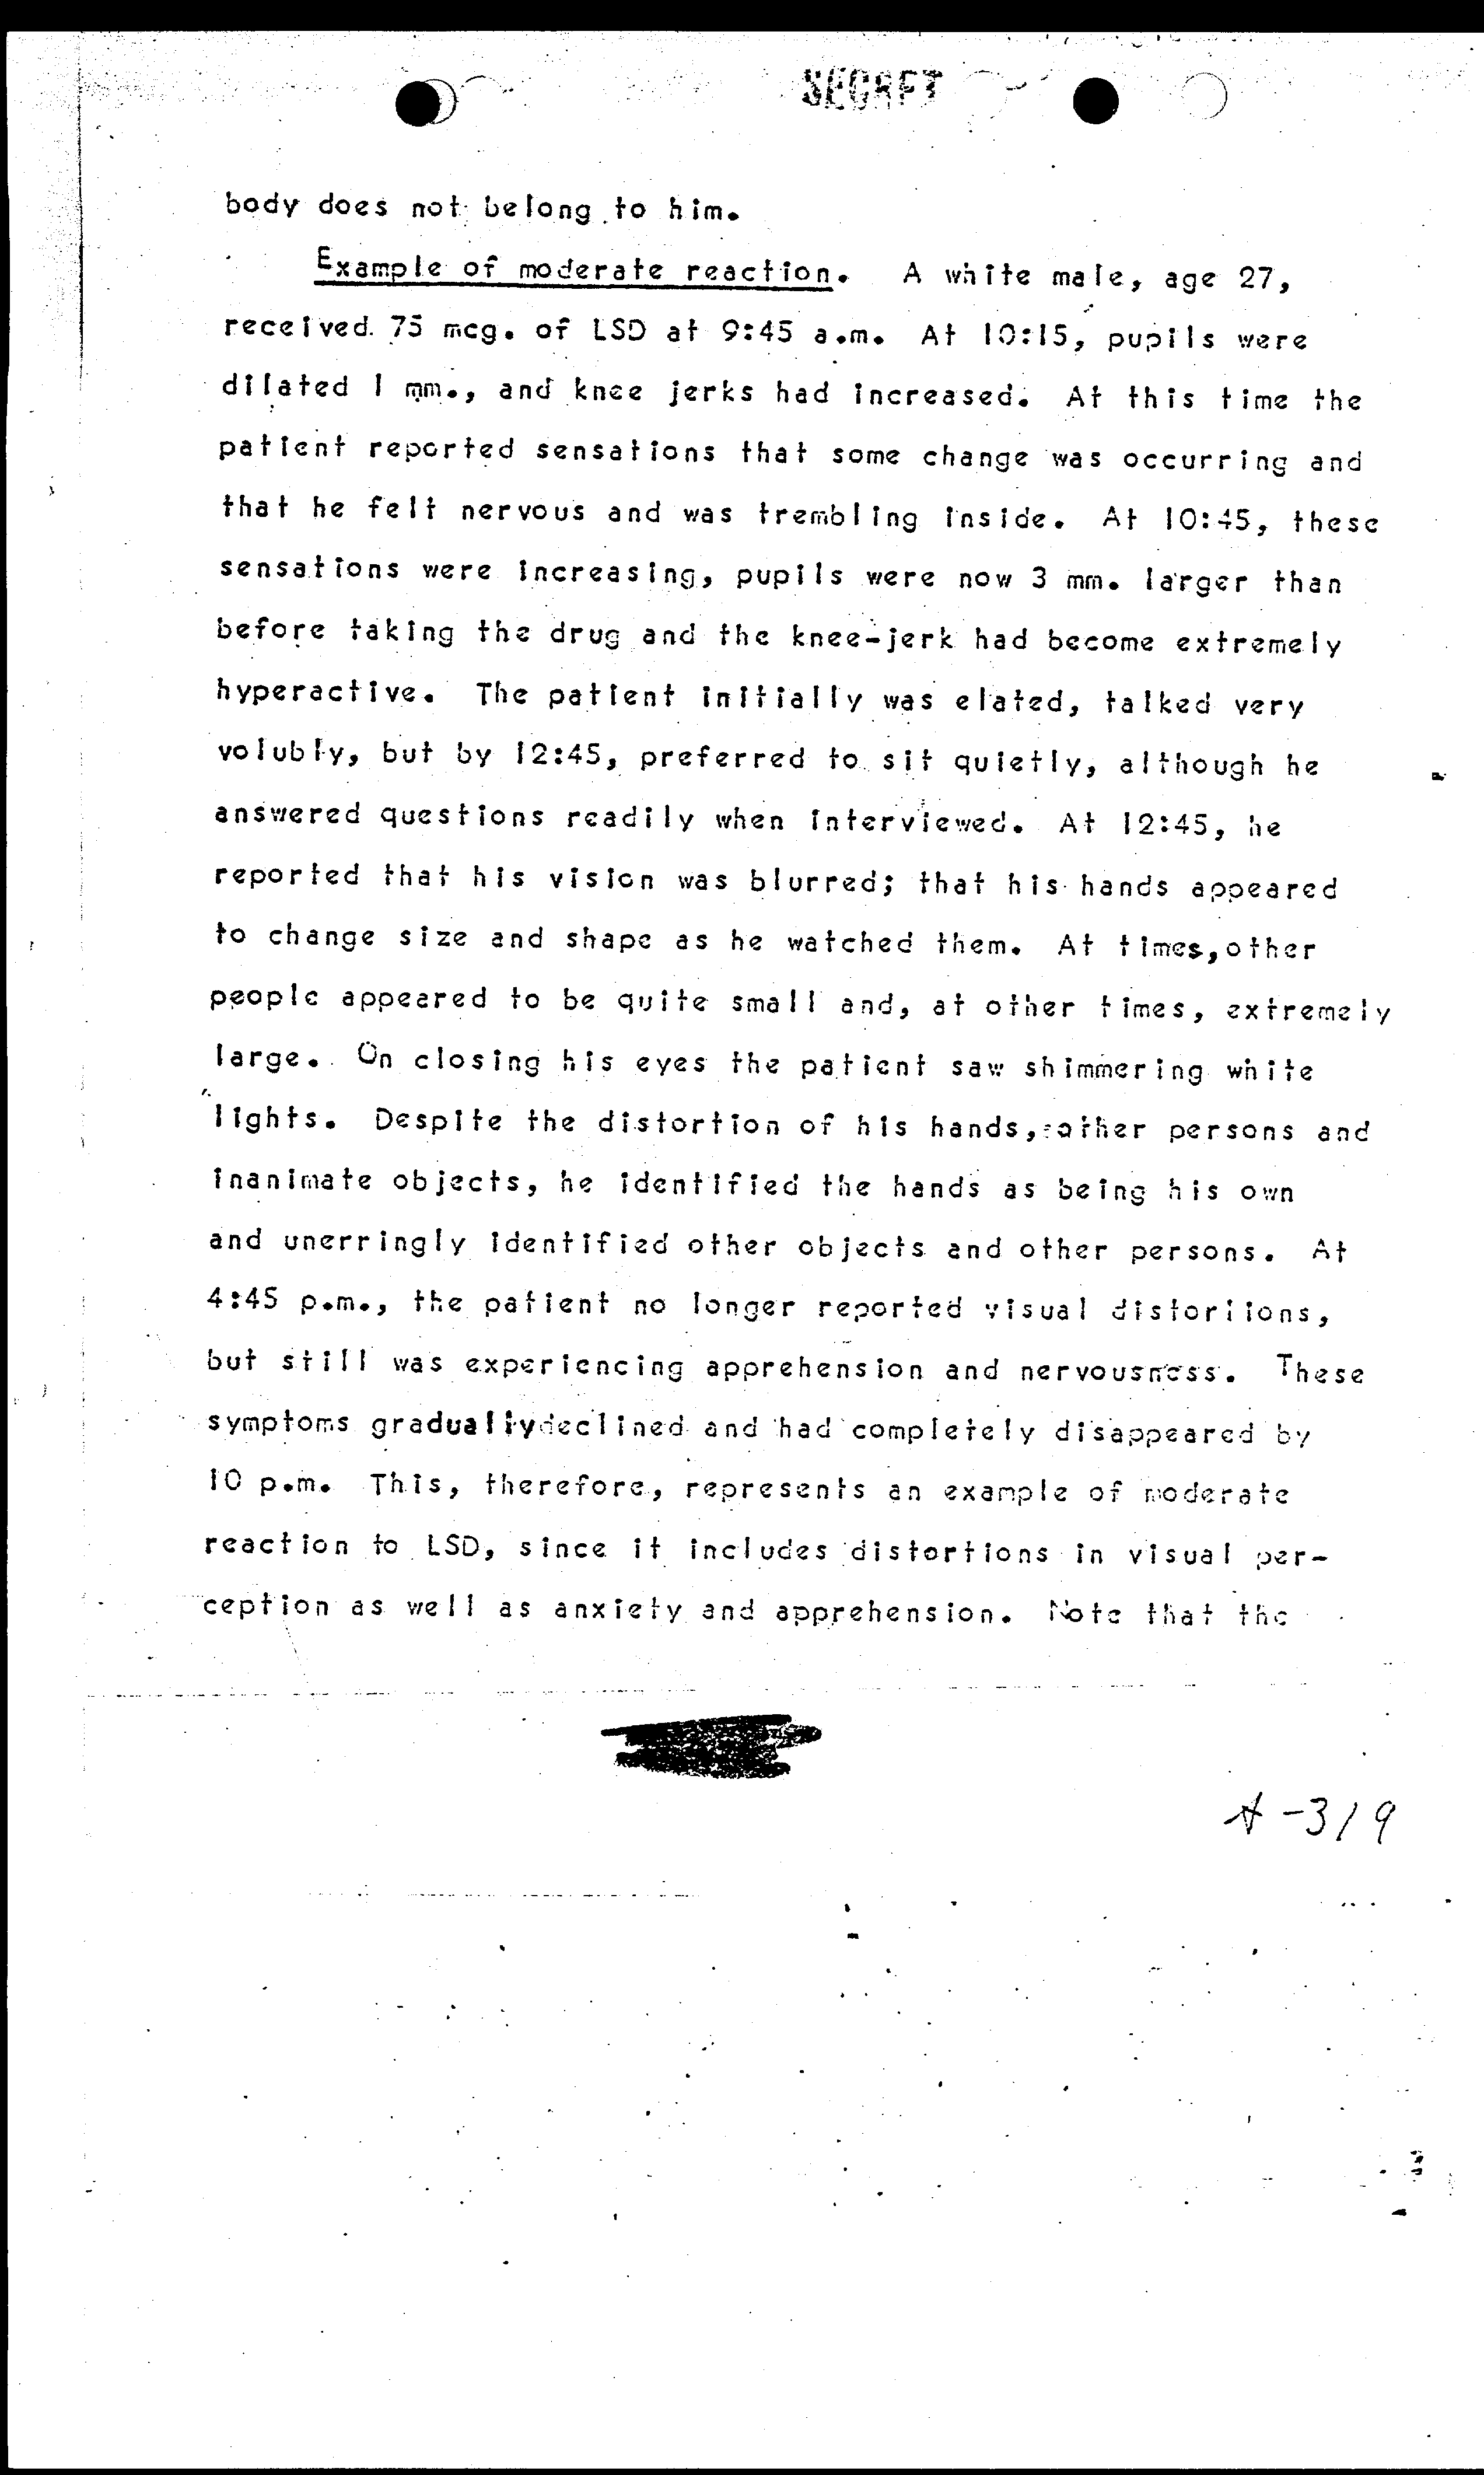 SECRET
body does not belong to him.
Example of moderate reaction. A white male, age 27,
received 75 mcg. of LSD at 9:45 a.m. At 10:15, pupils were
dilated 1 mm., and knee jerks had increased. At this time the
patient reported sensations that some change was occurring and
that he felt nervous and was trembling inside. At 10:45, these
sensations were increasing, pupils were now 3 mm. larger than
before taking the drug and the knee-jerk had become extremely
hyperactive. The patient initially was elated, talked very
volubly, but by 12:45, preferred to sit quietly, although he
answered questions readily when interviewed. At 12:45, he
reported that his vision was blurred; that his hands appeared
to change size and shape as he watched them. At times,other
people appeared to be quite small and, at other times, extremely
large. On closing his eyes the patient saw shimmering white
lights. Despite the distortion of his hands, other persons and
inanimate objects, he identified the hands as being his own
and unerringly identified other objects and other persons. At
4:45 p.m., the patient no longer reported visual distortions,
but still was experiencing apprehension and nervousness. These
symptoms graduallydeclined and had completely disappeared by
10 p.m. This, therefore, represents an example of moderate
reaction to LSD, since it includes distortions in visual per-
ception as well as anxiety and apprehension. Note that the
A-319